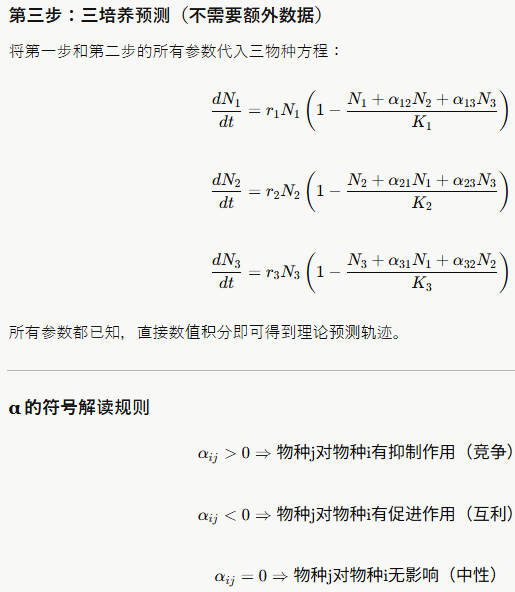 第三步：三培养预测（不需要额外数据）
将第一步和第二步的所有参数代入三物种方程：
dN₁/dt = r₁N₁ (1 − (N₁ + α₁₂N₂ + α₁₃N₃)/K₁)
dN₂/dt = r₂N₂ (1 − (N₂ + α₂₁N₁ + α₂₃N₃)/K₂)
dN₃/dt = r₃N₃ (1 − (N₃ + α₃₁N₁ + α₃₂N₂)/K₃)
所有参数都已知，直接数值积分即可得到理论预测轨迹。
α 的符号解读规则
αᵢⱼ > 0 ⇒ 物种j对物种i有抑制作用（竞争）
αᵢⱼ < 0 ⇒ 物种j对物种i有促进作用（互利）
αᵢⱼ = 0 ⇒ 物种j对物种i无影响（中性）